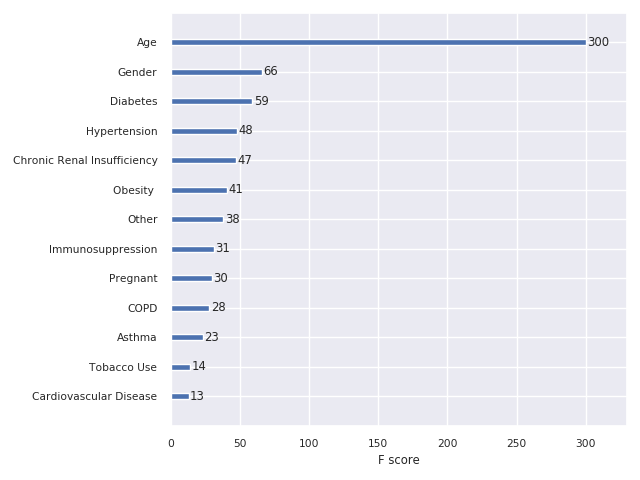 Age 300
Gender 66
Diabetes 59
Hypertension 48
Chronic Renal Insufficiency 47
Obesity 41
Other 38
Immunosuppression 31
Pregnant 30
COPD 28
Asthma 23
Tobacco Use 14
Cardiovascular Disease 13
0 50 100 150 200 250 300
F score